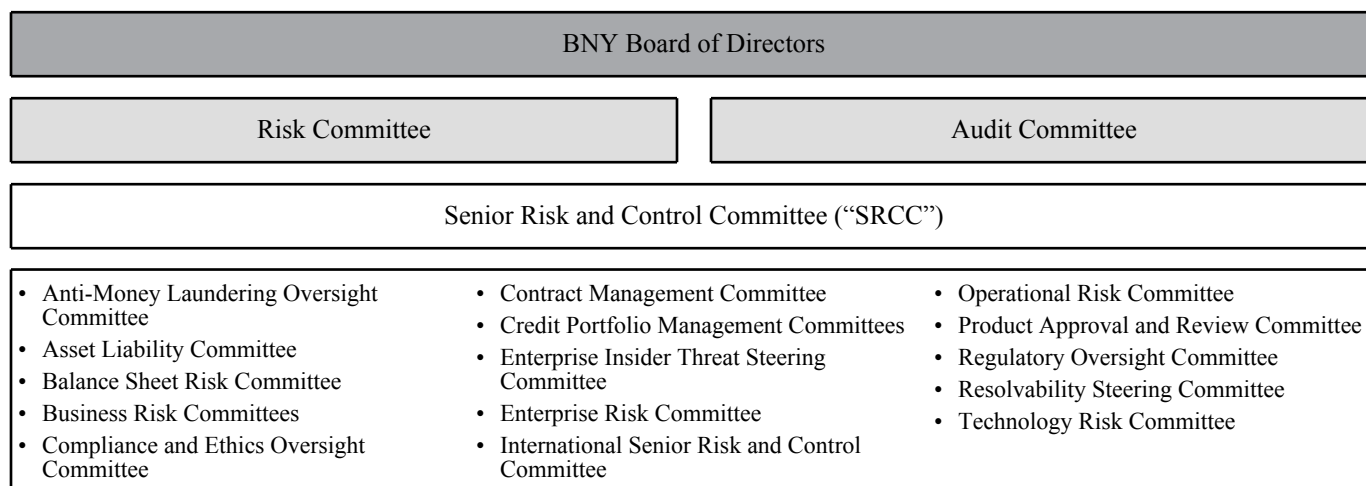 BNY Board of Directors
Risk Committee
Audit Committee
Senior Risk and Control Committee (“SRCC”)
• Anti-Money Laundering Oversight
Committee
• Asset Liability Committee
• Balance Sheet Risk Committee
• Business Risk Committees
• Compliance and Ethics Oversight
Committee
• Contract Management Committee
• Credit Portfolio Management Committees
• Enterprise Insider Threat Steering
Committee
• Enterprise Risk Committee
• International Senior Risk and Control
Committee
• Operational Risk Committee
• Product Approval and Review Committee
• Regulatory Oversight Committee
• Resolvability Steering Committee
• Technology Risk Committee